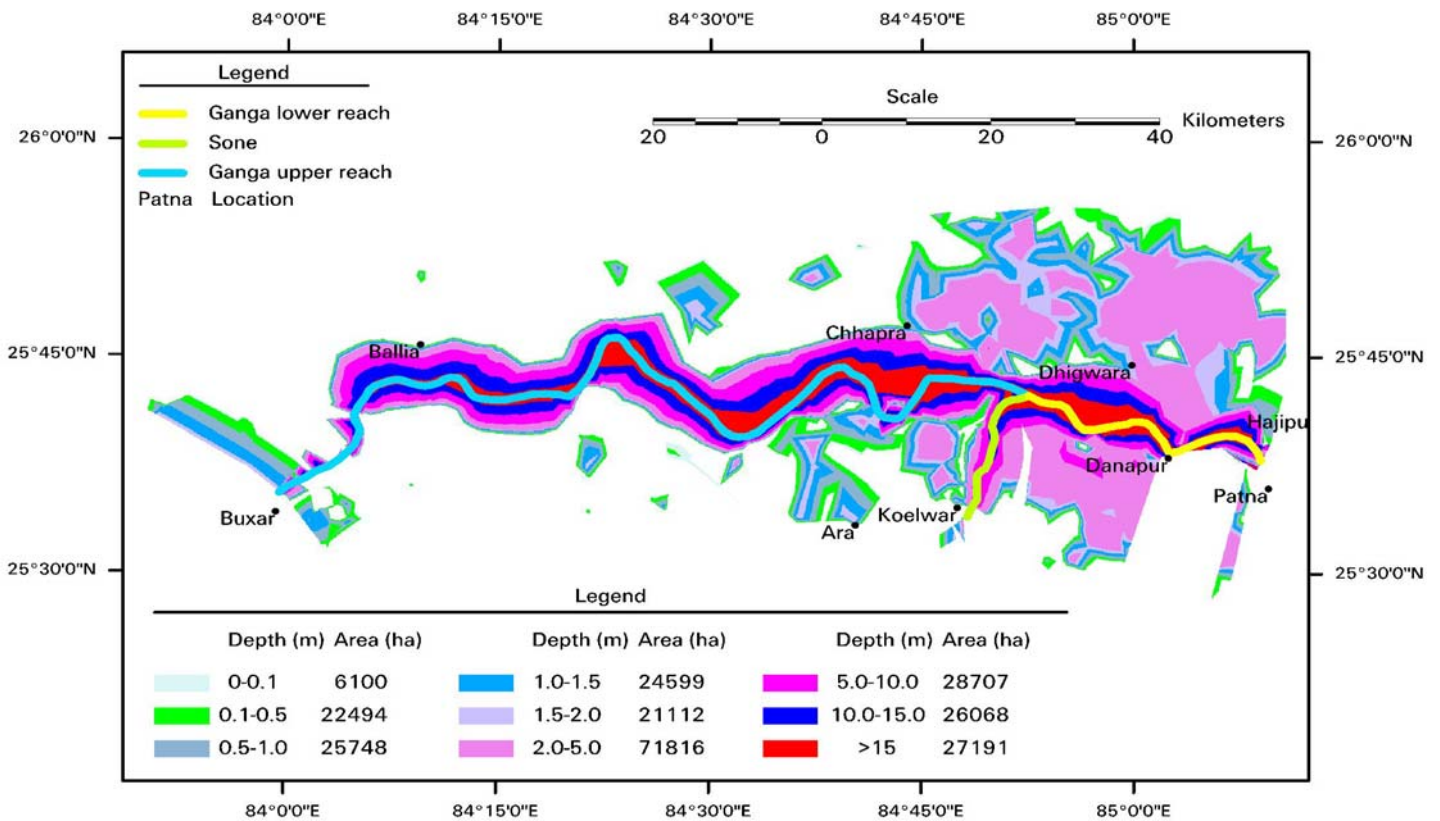 84°0'0"E 84°15'0"E 84°30'0"E 84°45'0"E 85°0'0"E
Legend
Ganga lower reach
Sone
Ganga upper reach
Patna Location
Scale
20 0 20 40 Kilometers
26°0'0"N 26°0'0"N
25°45'0"N 25°45'0"N
25°30'0"N 25°30'0"N
Chhapra
Ballia
Dhigwara
Hajipu
Danapur
Patna
Buxar
Koelwar
Ara
Legend
Depth (m) Area (ha) Depth (m) Area (ha) Depth (m) Area (ha)
0-0.1 6100 1.0-1.5 24599 5.0-10.0 28707
0.1-0.5 22494 1.5-2.0 21112 10.0-15.0 26068
0.5-1.0 25748 2.0-5.0 71816 >15 27191
84°0'0"E 84°15'0"E 84°30'0"E 84°45'0"E 85°0'0"E